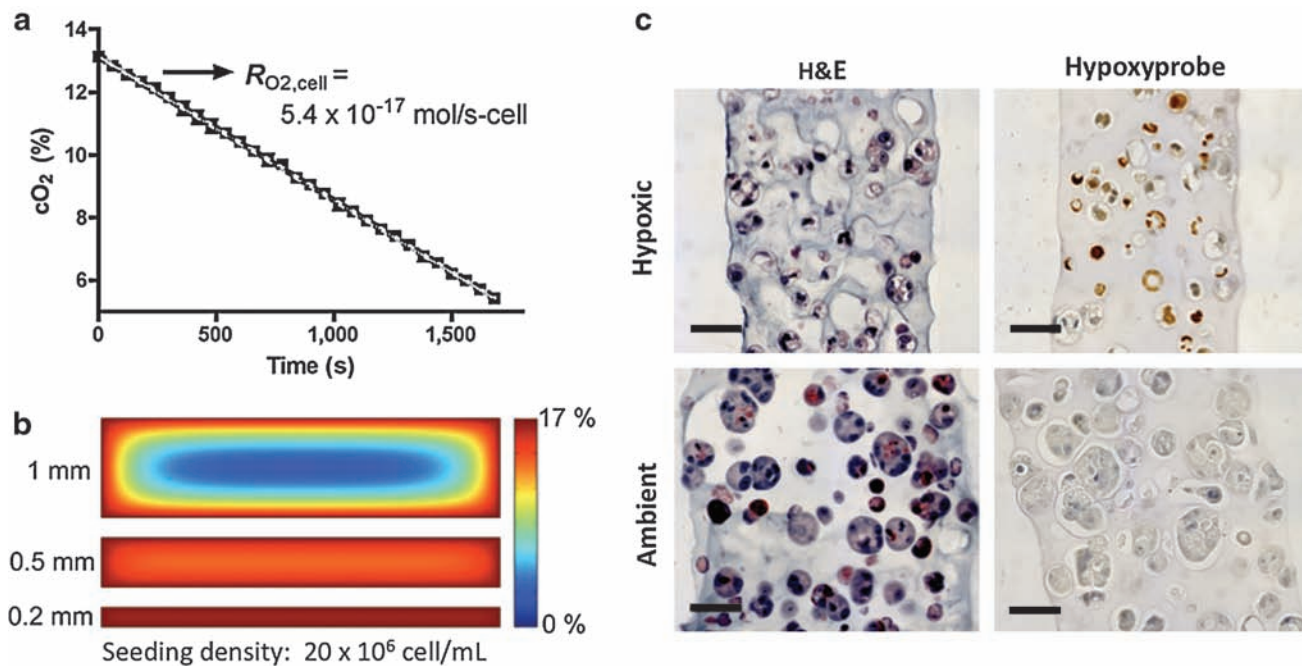 a
14
12
10
8
6
cO₂ (%)
R_O2,cell =
5.4 x 10⁻¹⁷ mol/s-cell
0
500
1,000
1,500
Time (s)
b
1 mm
0.5 mm
0.2 mm
17 %
0 %
Seeding density: 20 x 10⁶ cell/mL
c
H&E
Hypoxyprobe
Hypoxic
Ambient